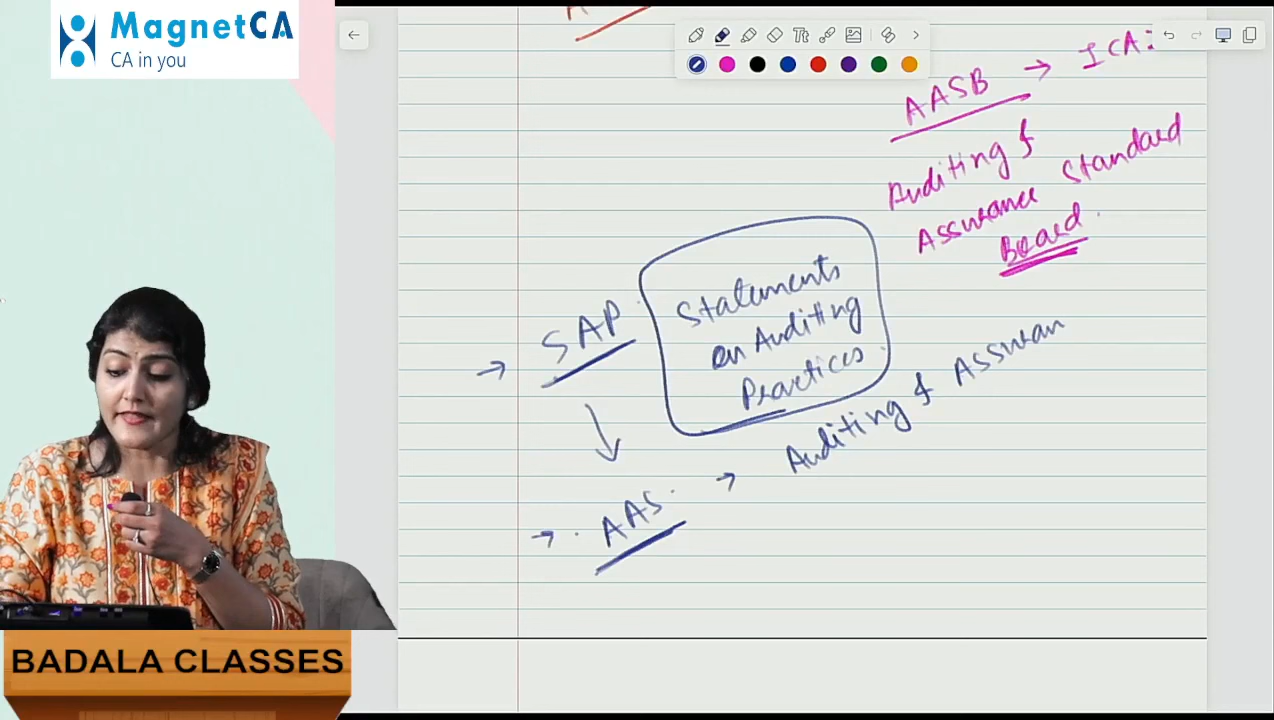 MagnetCA
CA in you
AASB → ICA
Auditing &
Assurance Standard
Board.
→ SAP
Statements
on Auditing
Practices
→ AAS → Auditing & Assuran
BADALA CLASSES